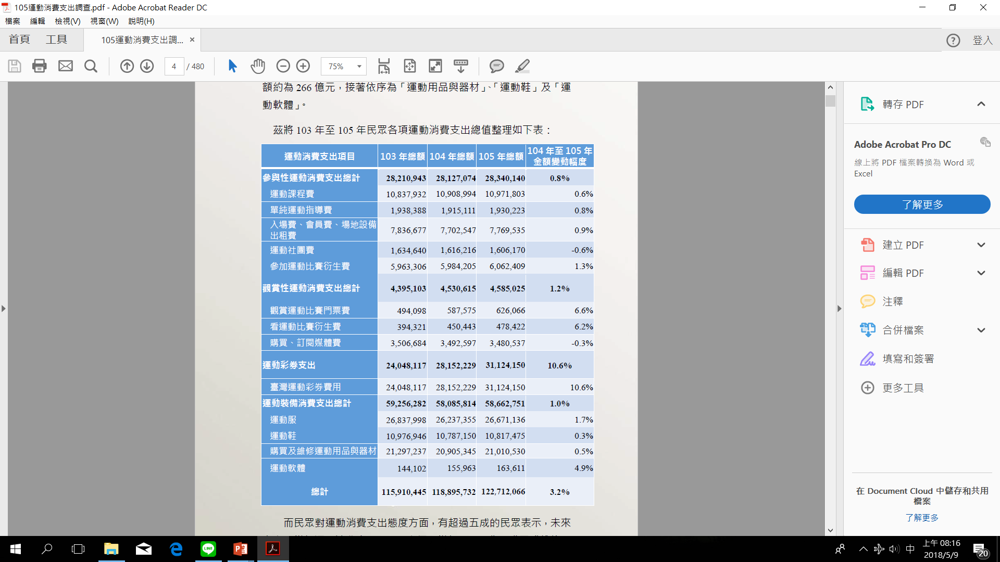 105運動消費支出調查.pdf - Adobe Acrobat Reader DC
檔案 編輯 檢視(V) 視窗(W) 說明(H)
首頁 工具 105運動消費支出調... × 登入
4 / 480 75%
額約為 266 億元，接著依序為「運動用品與器材」、「運動鞋」及「運
動軟體」。
茲將 103 年至 105 年民眾各項運動消費支出總值整理如下表：
運動消費支出項目 103 年總額 104 年總額 105 年總額 104 年至 105 年
金額變動幅度
參與性運動消費支出總計 28,210,943 28,127,074 28,340,140 0.8%
運動課程費 10,837,932 10,908,994 10,971,803 0.6%
單純運動指導費 1,938,388 1,915,111 1,930,223 0.8%
入場費、會員費、場地設備
出租費 7,836,677 7,702,547 7,769,535 0.9%
運動社團費 1,634,640 1,616,216 1,606,170 -0.6%
參加運動比賽衍生費 5,963,306 5,984,205 6,062,409 1.3%
觀賞性運動消費支出總計 4,395,103 4,530,615 4,585,025 1.2%
觀賞運動比賽門票費 494,098 587,575 626,066 6.6%
看運動比賽衍生費 394,321 450,443 478,422 6.2%
購買、訂閱媒體費 3,506,684 3,492,597 3,480,537 -0.3%
運動彩券支出 24,048,117 28,152,229 31,124,150 10.6%
臺灣運動彩券費用 24,048,117 28,152,229 31,124,150 10.6%
運動裝備消費支出總計 59,256,282 58,085,814 58,662,751 1.0%
運動服 26,837,998 26,237,355 26,671,136 1.7%
運動鞋 10,976,946 10,787,150 10,817,475 0.3%
購買及維修運動用品與器材 21,297,237 20,905,345 21,010,530 0.5%
運動軟體 144,102 155,963 163,611 4.9%
總計 115,910,445 118,895,732 122,712,066 3.2%
而民眾對運動消費支出態度方面，有超過五成的民眾表示，未來
轉存 PDF
Adobe Acrobat Pro DC
線上將 PDF 檔案轉換為 Word 或
Excel
了解更多
建立 PDF
編輯 PDF
注釋
合併檔案
填寫和簽署
更多工具
在 Document Cloud 中儲存和共用
檔案
了解更多
LINE
中
上午 08:16
2018/5/9
20